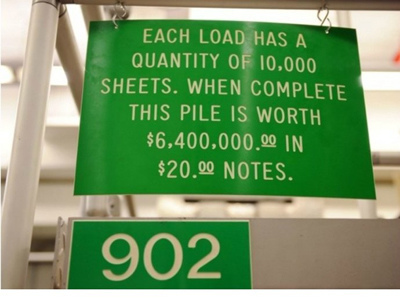 EACH LOAD HAS A
QUANTITY OF 10,000
SHEETS. WHEN COMPLETE
THIS PILE IS WORTH
$6,400,000.00 IN
$20.00 NOTES.
902